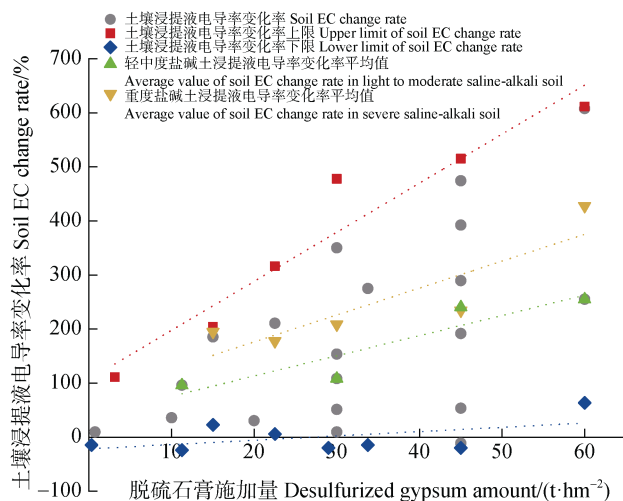 土壤浸提液电导率变化率 Soil EC change rate
土壤浸提液电导率变化率上限 Upper limit of soil EC change rate
土壤浸提液电导率变化率下限 Lower limit of soil EC change rate
轻中度盐碱土浸提液电导率变化率平均值
Average value of soil EC change rate in light to moderate saline-alkali soil
重度盐碱土浸提液电导率变化率平均值
Average value of soil EC change rate in severe saline-alkali soil
土壤浸提液电导率变化率 Soil EC change rate/%
700
600
500
400
300
200
100
0
−100
10
20
30
40
50
60
脱硫石膏施加量 Desulfurized gypsum amount/(t·hm⁻²)